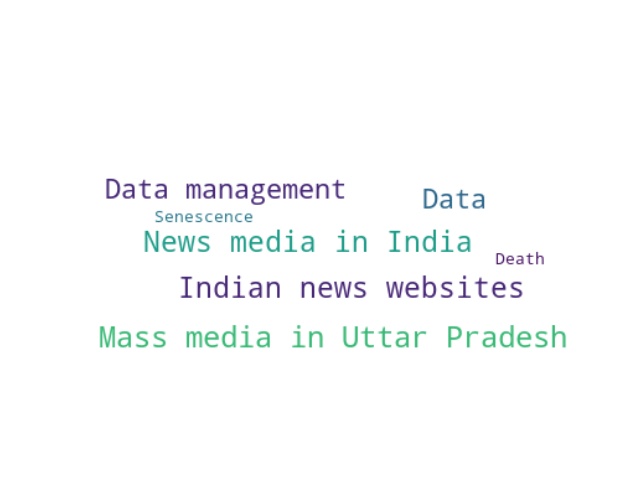 Data management
Data
Senescence
News media in India
Death
Indian news websites
Mass media in Uttar Pradesh